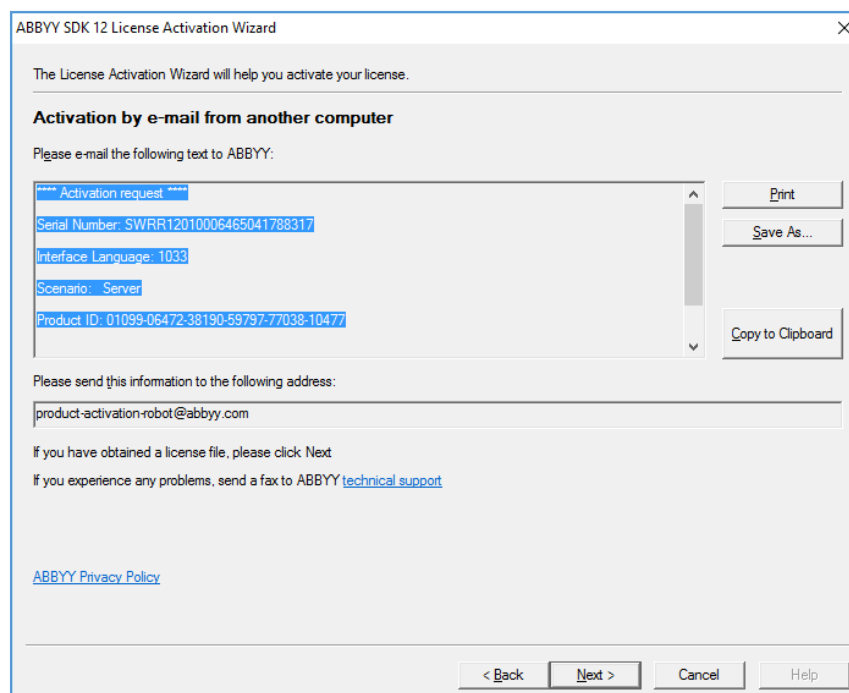 ABBYY SDK 12 License Activation Wizard
The License Activation Wizard will help you activate your license.
Activation by e-mail from another computer
Please e-mail the following text to ABBYY:
**** Activation request ****
Serial Number: SWRR12010006465041788317
Interface Language: 1033
Scenario: Server
Product ID: 01099-06472-38190-59797-77038-10477
Print
Save As...
Copy to Clipboard
Please send this information to the following address:
product-activation-robot@abbyy.com
If you have obtained a license file, please click Next
If you experience any problems, send a fax to ABBYY technical support
ABBYY Privacy Policy
< Back
Next >
Cancel
Help